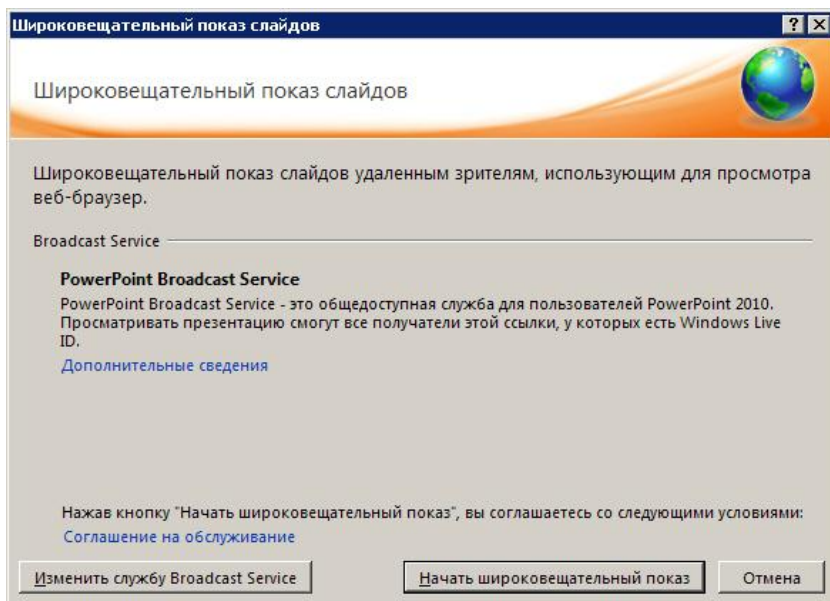 Широковещательный показ слайдов
Широковещательный показ слайдов
Широковещательный показ слайдов удаленным зрителям, использующим для просмотра
веб-браузер.
Broadcast Service
PowerPoint Broadcast Service
PowerPoint Broadcast Service - это общедоступная служба для пользователей PowerPoint 2010.
Просматривать презентацию смогут все получатели этой ссылки, у которых есть Windows Live
ID.
Дополнительные сведения
Нажав кнопку "Начать широковещательный показ", вы соглашаетесь со следующими условиями:
Соглашение на обслуживание
Изменить службу Broadcast Service Начать широковещательный показ Отмена